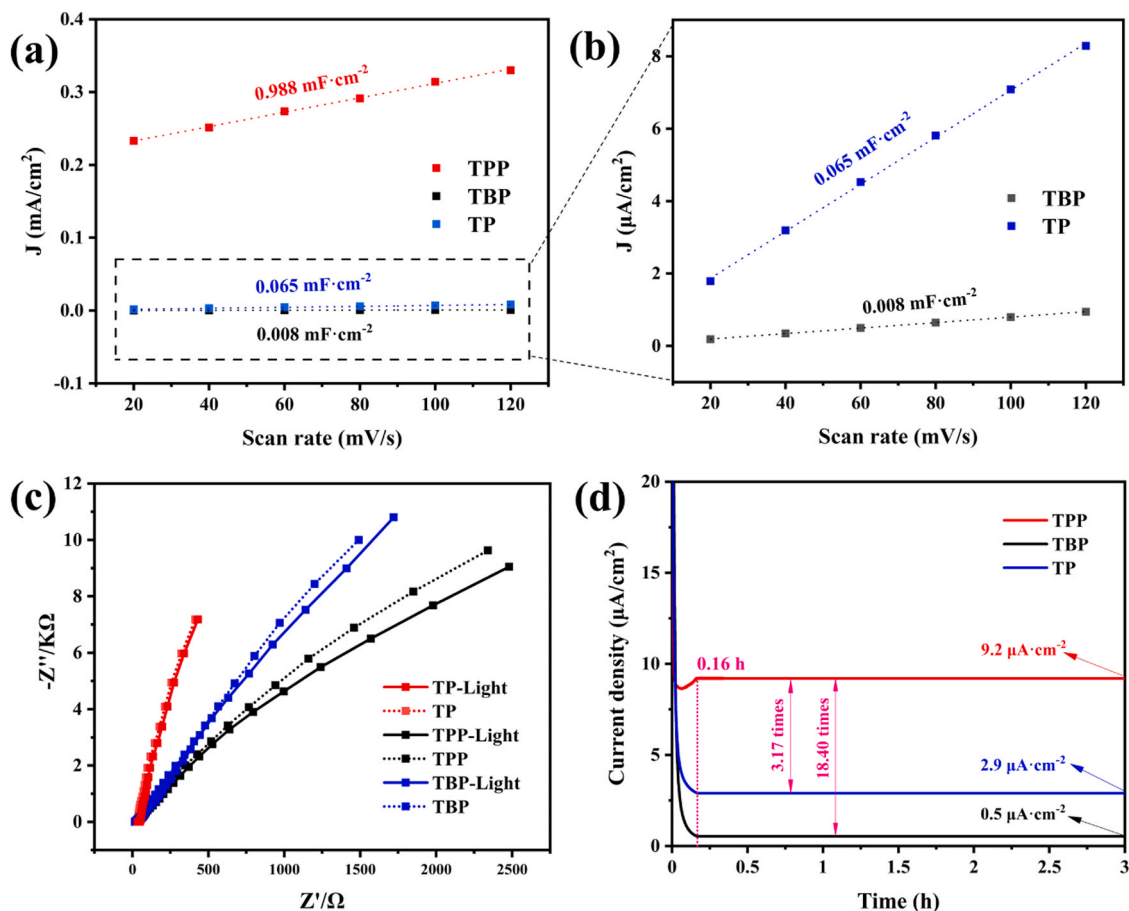 (a)
0.4
0.3
0.2
0.1
0.0
-0.1
J (mA/cm²)
0.988 mF·cm⁻²
TPP
TBP
TP
0.065 mF·cm⁻²
0.008 mF·cm⁻²
20 40 60 80 100 120
Scan rate (mV/s)
(b)
8
6
4
2
0
J (μA/cm²)
0.065 mF·cm⁻²
TBP
TP
0.008 mF·cm⁻²
20 40 60 80 100 120
Scan rate (mV/s)
(c)
12
10
8
6
4
2
0
-Z''/KΩ
TP-Light
TP
TPP-Light
TPP
TBP-Light
TBP
0 500 1000 1500 2000 2500
Z'/Ω
(d)
20
15
10
5
0
Current density (μA/cm²)
TPP
TBP
TP
0.16 h
9.2 μA·cm⁻²
3.17 times
18.40 times
2.9 μA·cm⁻²
0.5 μA·cm⁻²
0 0.5 1 1.5 2 2.5 3
Time (h)